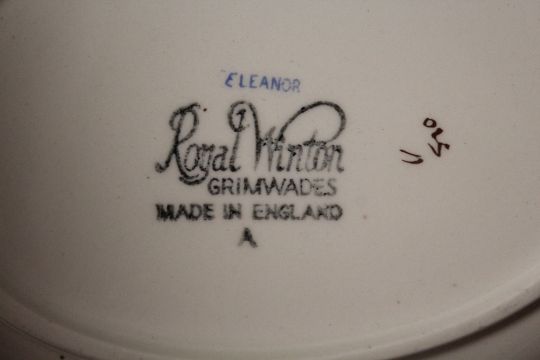 ELEANOR
Royal Winton
GRIMWADES
MADE IN ENGLAND
A